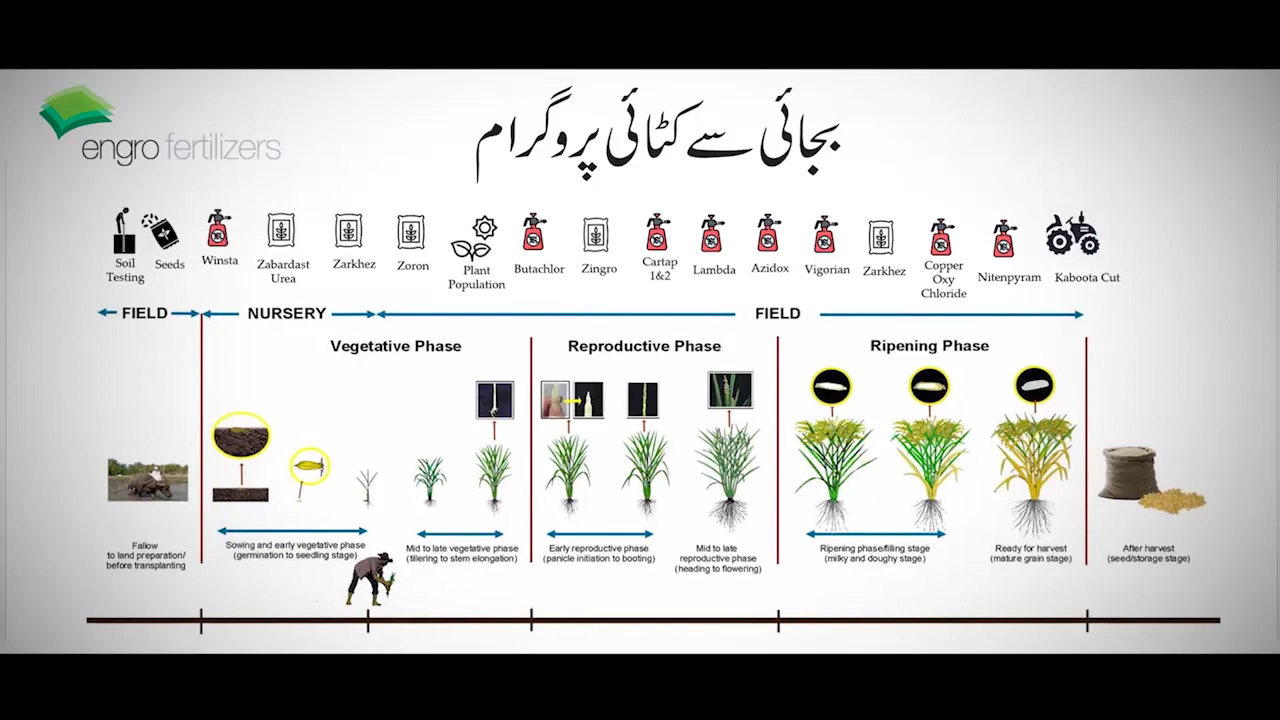 engro fertilizers
بجائی سے کٹائی پروگرام
Soil
Testing
Seeds
Winsta
Zabardast
Urea
Zarkhez
Zoron
Plant
Population
Butachlor
Zingro
Cartap
1&2
Lambda
Azidox
Vigorian
Zarkhez
Copper
Oxy
Chloride
Nitenpyram
Kaboota Cut
FIELD
NURSERY
FIELD
Vegetative Phase
Reproductive Phase
Ripening Phase
Fallow
to land preparation/
before transplanting
Sowing and early vegetative phase
(germination to seedling stage)
Mid to late vegetative phase
(tillering to stem elongation)
Early reproductive phase
(panicle initiation to booting)
Mid to late
reproductive phase
(heading to flowering)
Ripening phase/filling stage
(milky and doughy stage)
Ready for harvest
(mature grain stage)
After harvest
(seed/storage stage)